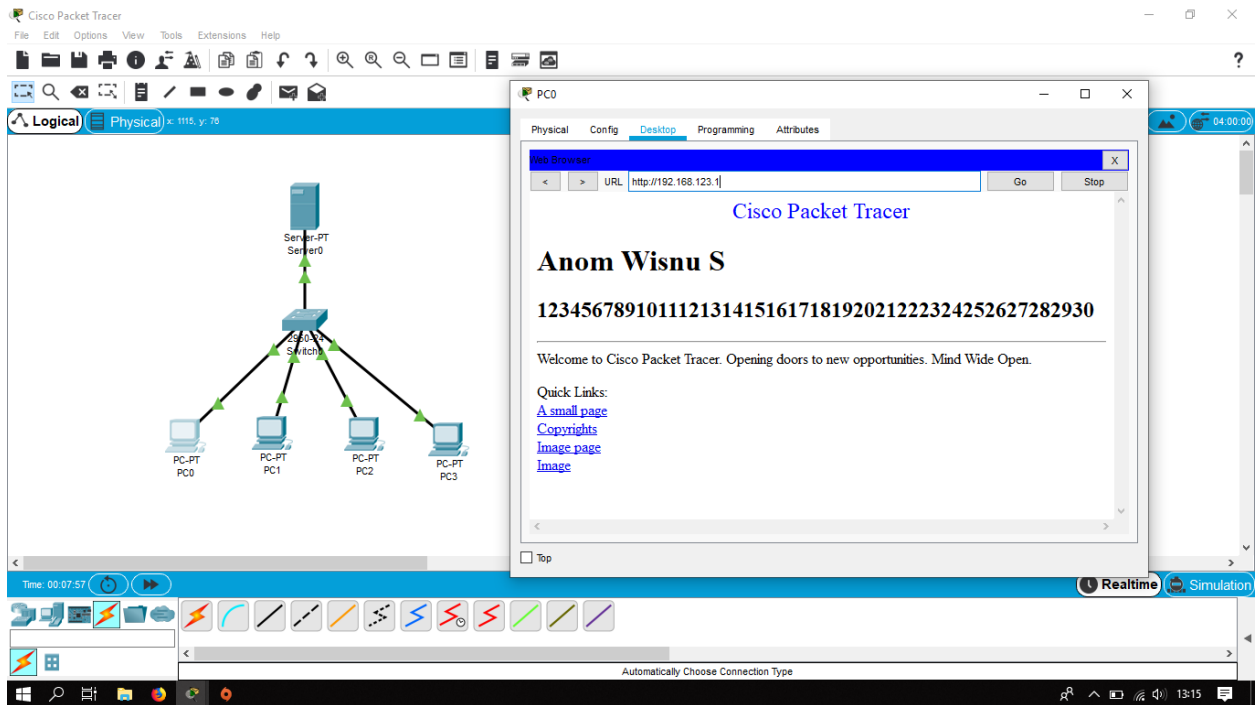 Cisco Packet Tracer
File Edit Options View Tools Extensions Help
?
Logical Physical x: 1115, y: 76 04:00:00
Server-PT
Server0
2950-24
PC-PT
PC0
PC-PT
PC1
PC-PT
PC2
PC-PT
PC3
PC0
Physical Config Desktop Programming Attributes
Web Browser X
< > URL http://192.168.123.1 Go Stop
Cisco Packet Tracer
Anom Wisnu S
123456789101112131415161718192021222324252627282930
Welcome to Cisco Packet Tracer. Opening doors to new opportunities. Mind Wide Open.
Quick Links:
A small page
Copyrights
Image page
Image
Top
Time: 00:07:57 Realtime Simulation
Automatically Choose Connection Type
13:15